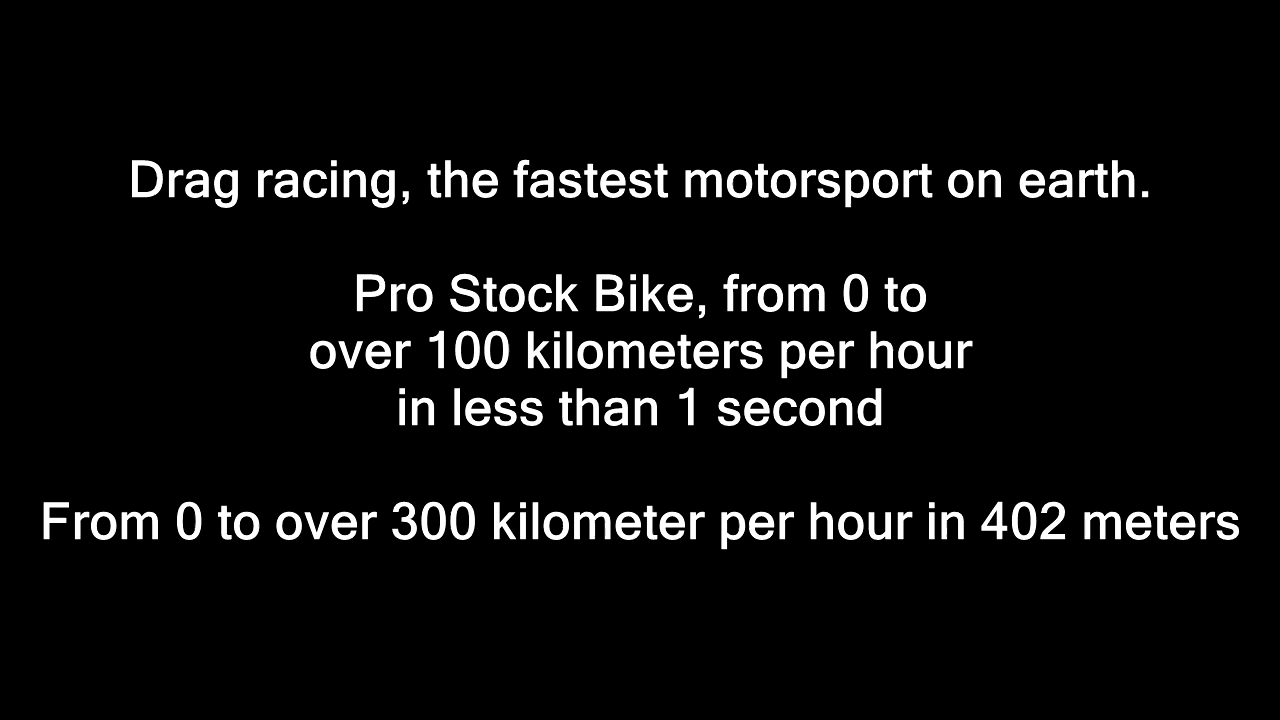 Drag racing, the fastest motorsport on earth.
Pro Stock Bike, from 0 to
over 100 kilometers per hour
in less than 1 second
From 0 to over 300 kilometer per hour in 402 meters